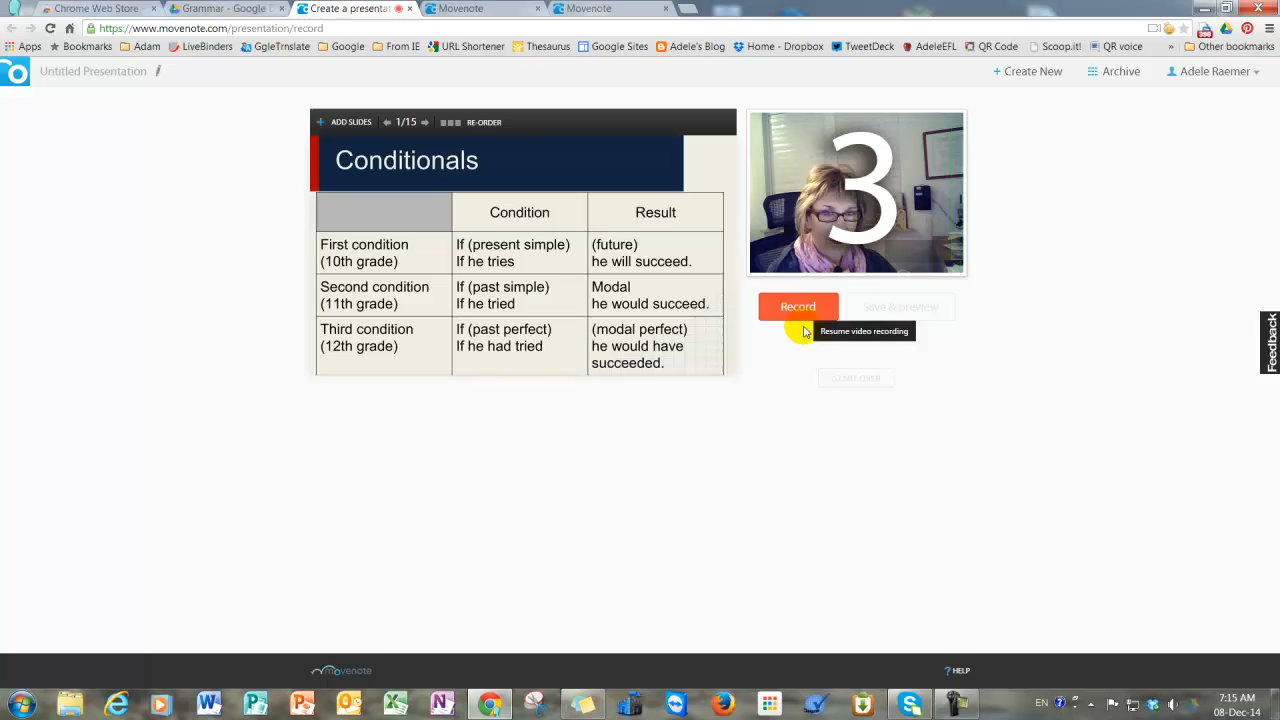 Chrome Web Store
Grammar - Google
Create a presentat
Movenote
Movenote
https://www.movenote.com/presentation/record
Apps Bookmarks Adam LiveBinders GgleTrnslate Google From IE URL Shortener Thesaurus Google Sites Adele's Blog Home - Dropbox TweetDeck AdeleEFL QR Code Scoop.it! QR voice » Other bookmarks
Untitled Presentation
+ Create New Archive Adele Raemer
+ ADD SLIDES 1/15 RE-ORDER
3
Conditionals
Condition Result
First condition If (present simple) (future)
(10th grade) If he tries he will succeed.
Second condition If (past simple) Modal
(11th grade) If he tried he would succeed.
Third condition If (past perfect) (modal perfect)
(12th grade) If he had tried he would have
succeeded.
Record Save & preview
Resume video recording
START OVER
Feedback
movenote
? HELP
EN
7:15 AM
08-Dec-14